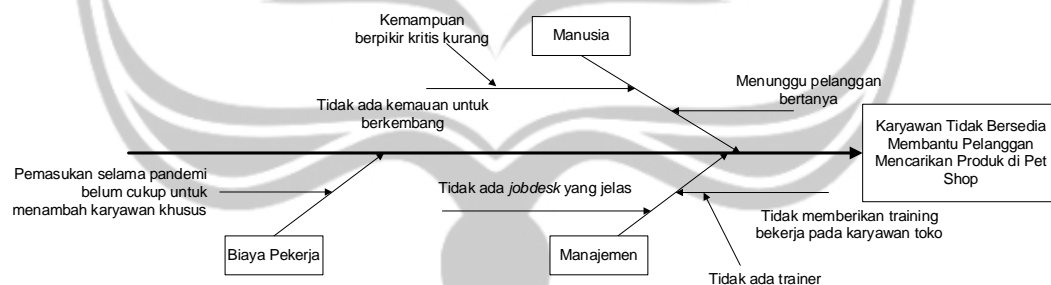 Kemampuan
berpikir kritis kurang
Manusia
Menunggu pelanggan
bertanya
Tidak ada kemauan untuk
berkembang
Karyawan Tidak Bersedia
Membantu Pelanggan
Mencarikan Produk di Pet
Shop
Pemasukan selama pandemi
belum cukup untuk
menambah karyawan khusus
Tidak ada jobdesk yang jelas
Tidak memberikan training
bekerja pada karyawan toko
Biaya Pekerja
Manajemen
Tidak ada trainer